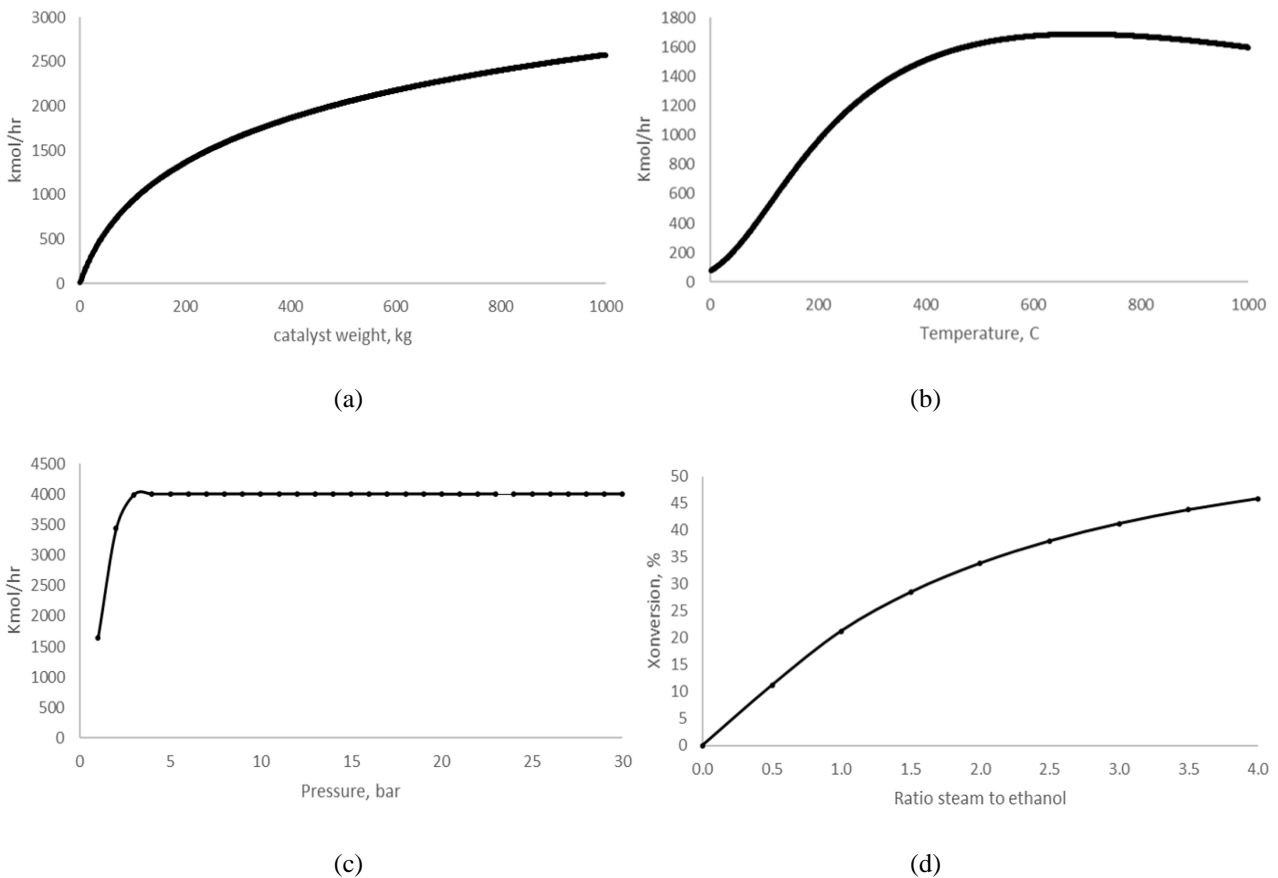 3000
2500
2000
1500
1000
500
0
kmol/hr
0 200 400 600 800 1000
catalyst weight, kg
(a)
1800
1600
1400
1200
1000
800
600
400
200
0
Kmol/hr
0 200 400 600 800 1000
Temperature, C
(b)
4500
4000
3500
3000
2500
2000
1500
1000
500
0
Kmol/hr
0 5 10 15 20 25 30
Pressure, bar
(c)
50
45
40
35
30
25
20
15
10
5
0
Xonversion, %
0.0 0.5 1.0 1.5 2.0 2.5 3.0 3.5 4.0
Ratio steam to ethanol
(d)